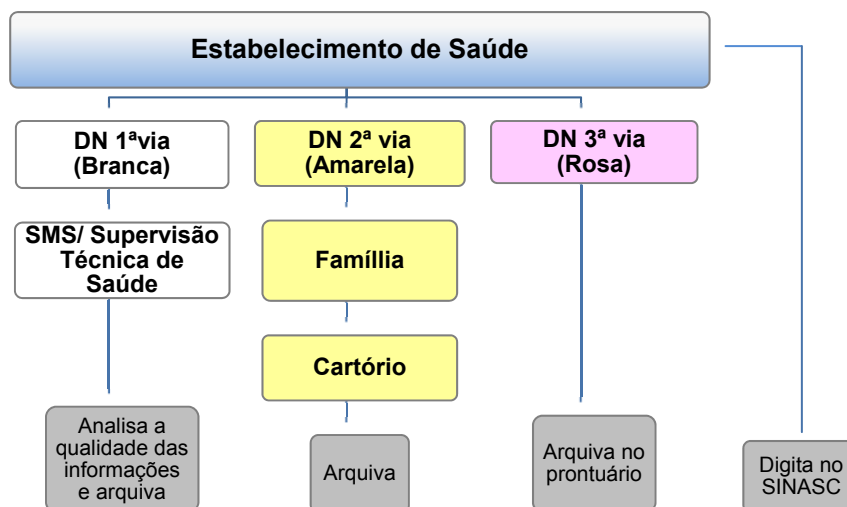 Estabelecimento de Saúde
DN 1ªvia
(Branca)
DN 2ª via
(Amarela)
DN 3ª via
(Rosa)
SMS/ Supervisão
Técnica de
Saúde
Famíllia
Cartório
Analisa a
qualidade das
informações
e arquiva
Arquiva
Arquiva no
prontuário
Digita no
SINASC